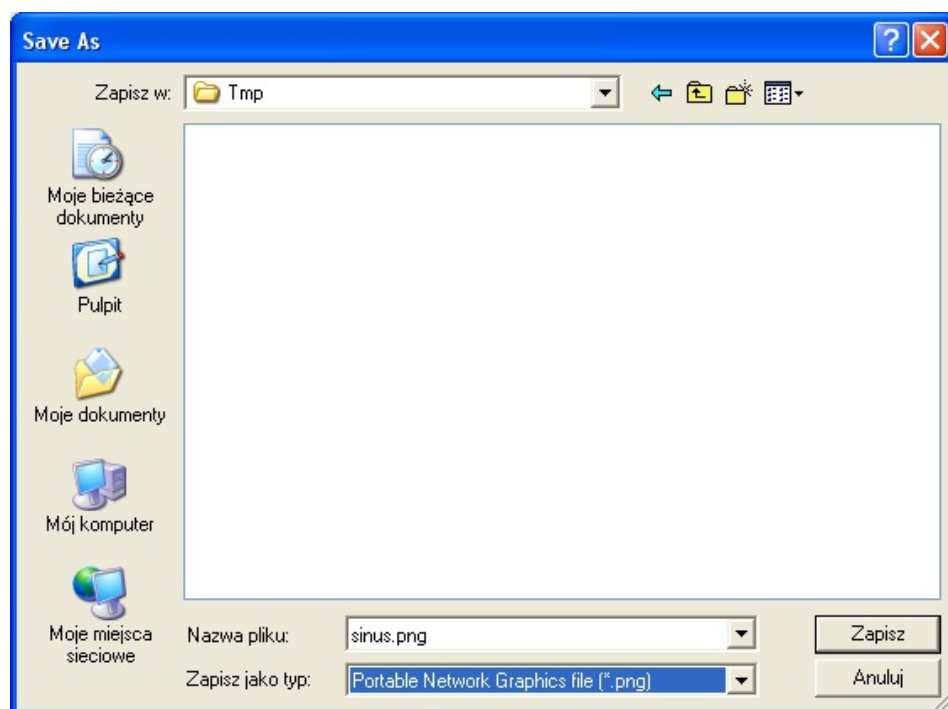 Save As
Zapisz w:
Tmp
Moje bieżące
dokumenty
Pulpit
Moje dokumenty
Mój komputer
Moje miejsca
sieciowe
Nazwa pliku:
sinus.png
Zapisz
Zapisz jako typ:
Portable Network Graphics file (*.png)
Anuluj